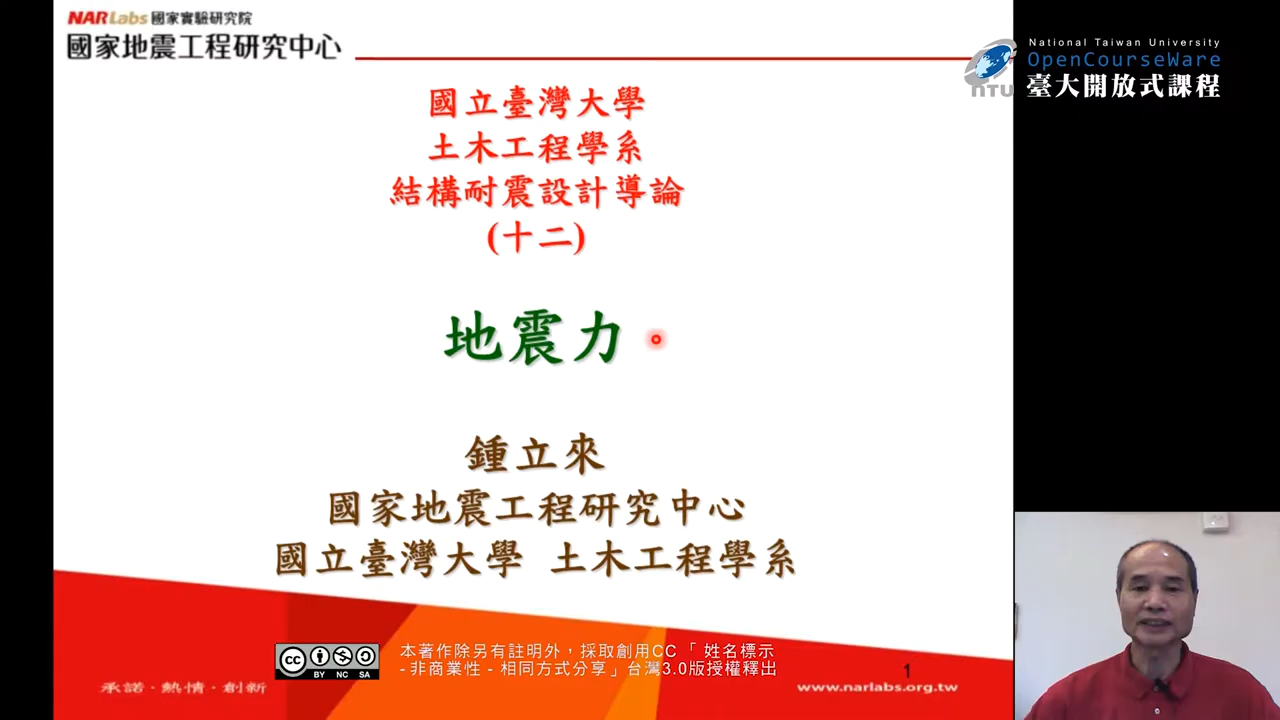 NARLabs 國家實驗研究院
國家地震工程研究中心
National Taiwan University
OpenCourseWare
臺大開放式課程
NTU
國立臺灣大學
土木工程學系
結構耐震設計導論
(十二)
地震力
鍾立來
國家地震工程研究中心
國立臺灣大學 土木工程學系
cc BY NC SA
本著作除另有註明外，採取創用CC「 姓名標示
- 非商業性 - 相同方式分享」台灣3.0版授權釋出
1
承諾 · 熱情 · 創新
www.narlabs.org.tw